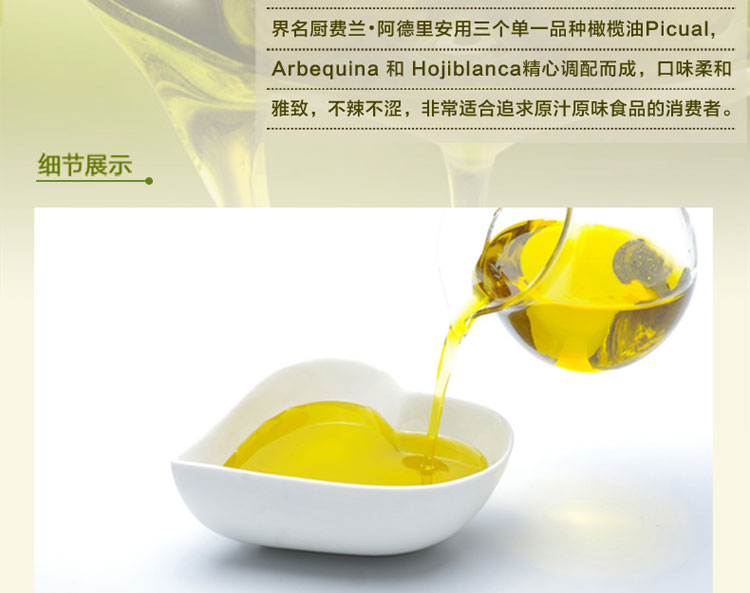 界名厨费兰·阿德里安用三个单一品种橄榄油Picual,
Arbequina 和 Hojiblanca精心调配而成，口味柔和
雅致，不辣不涩，非常适合追求原汁原味食品的消费者。
细节展示